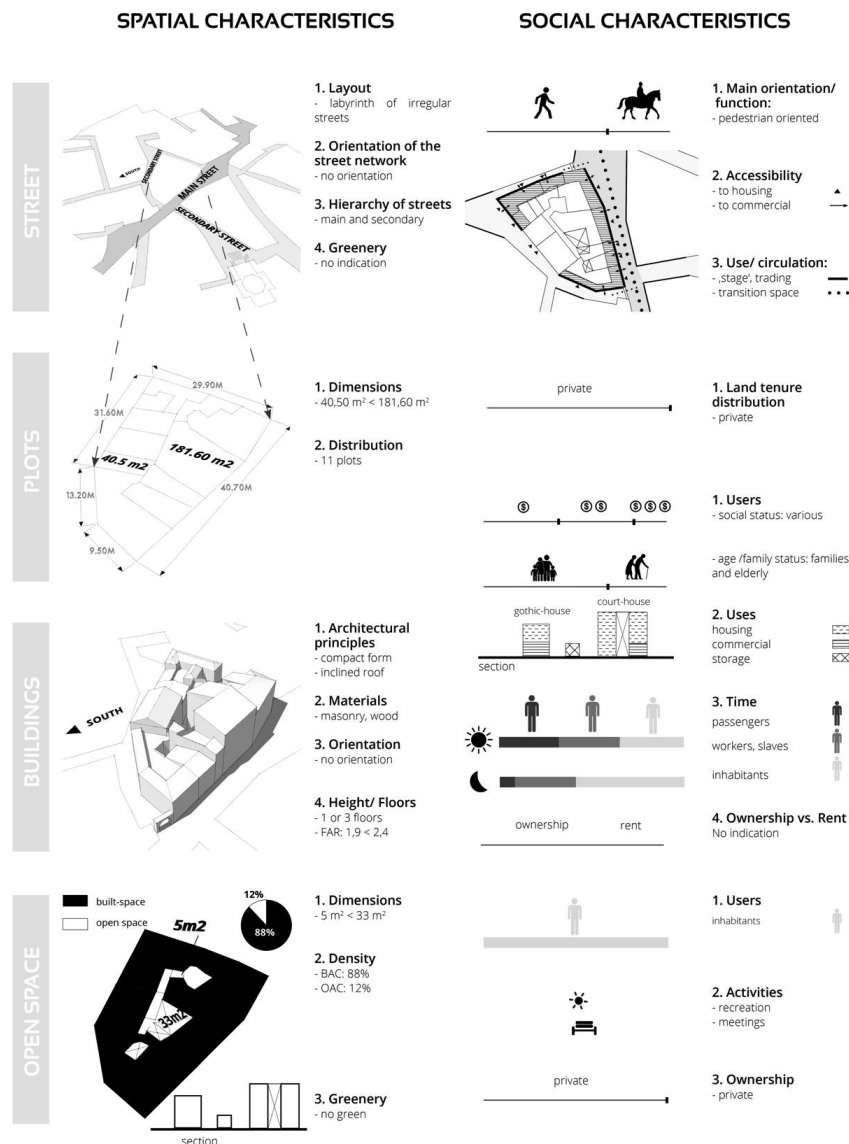 SPATIAL CHARACTERISTICS
SOCIAL CHARACTERISTICS
STREET
SOUTH
SECONDARY STREET
MAIN STREET
SECONDARY STREET
1. Layout
- labyrinth of irregular
streets
2. Orientation of the
street network
- no orientation
3. Hierarchy of streets
- main and secondary
4. Greenery
- no indication
1. Main orientation/
function:
- pedestrian oriented
2. Accessibility
- to housing
- to commercial
3. Use/ circulation:
- ‚stage', trading
- transition space
PLOTS
29.90M
31.60M
40.5 m2
181.60 m2
13.20M
40.70M
9.50M
1. Dimensions
- 40,50 m² < 181,60 m²
2. Distribution
- 11 plots
private
1. Land tenure
distribution
- private
$
$ $
$ $ $
1. Users
- social status: various
- age /family status: families
and elderly
BUILDINGS
SOUTH
1. Architectural
principles
- compact form
- inclined roof
2. Materials
- masonry, wood
3. Orientation
- no orientation
4. Height/ Floors
- 1 or 3 floors
- FAR: 1,9 < 2,4
gothic-house
court-house
section
2. Uses
housing
commercial
storage
3. Time
passengers
workers, slaves
inhabitants
ownership
rent
4. Ownership vs. Rent
No indication
OPEN SPACE
built-space
open space
12%
88%
5m2
33m2
section
1. Dimensions
- 5 m² < 33 m²
2. Density
- BAC: 88%
- OAC: 12%
3. Greenery
- no green
1. Users
inhabitants
2. Activities
- recreation
- meetings
private
3. Ownership
- private